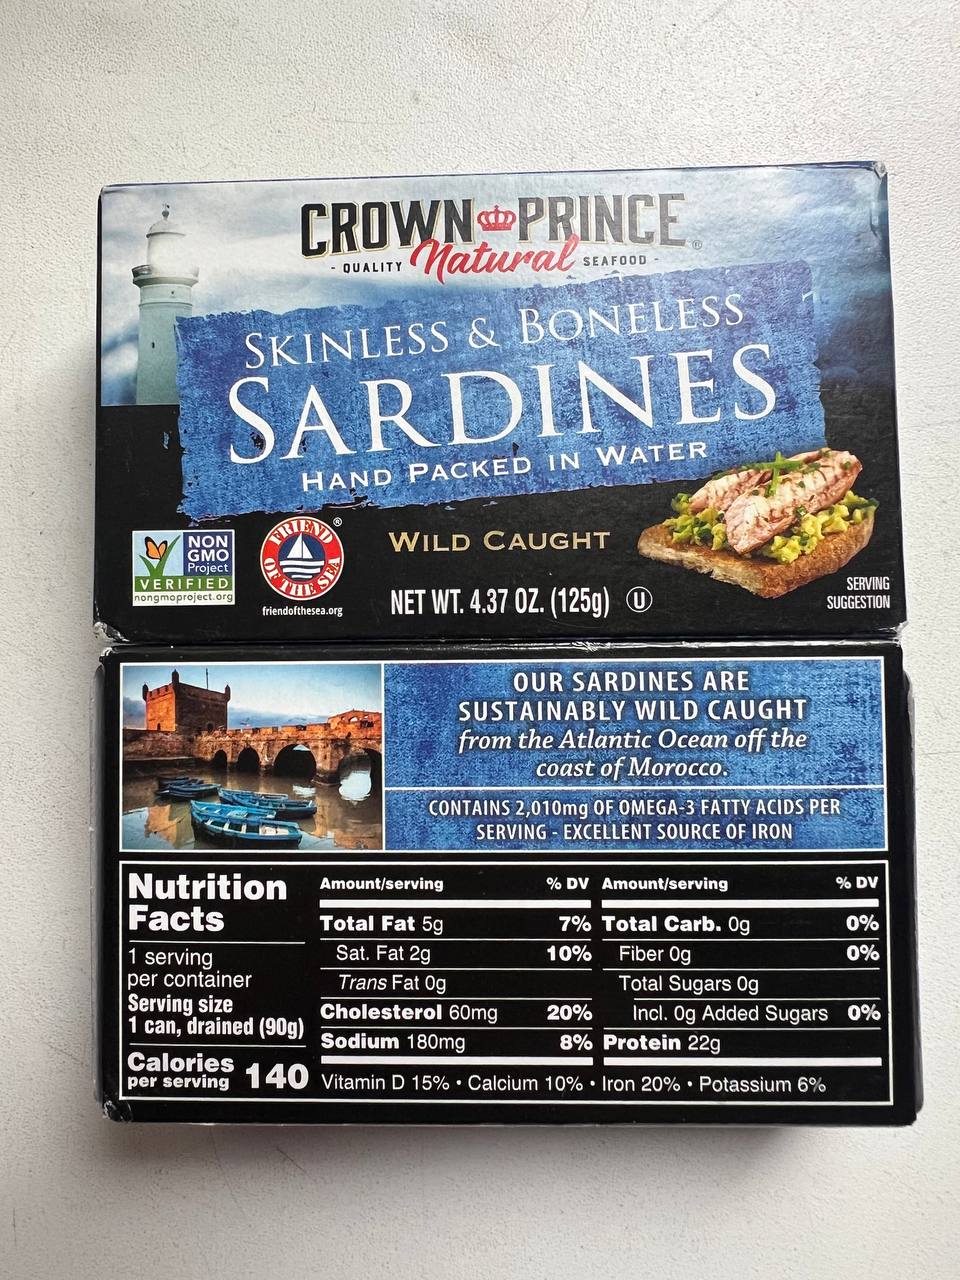 CROWN PRINCE®
- QUALITY Natural SEAFOOD -
SKINLESS & BONELESS
SARDINES
HAND PACKED IN WATER
WILD CAUGHT
NET WT. 4.37 OZ. (125g) U
NON
GMO
Project
VERIFIED
nongmoproject.org
FRIEND
OF THE SEA
®
friendofthesea.org
SERVING
SUGGESTION
OUR SARDINES ARE
SUSTAINABLY WILD CAUGHT
from the Atlantic Ocean off the
coast of Morocco.
CONTAINS 2,010mg OF OMEGA-3 FATTY ACIDS PER
SERVING - EXCELLENT SOURCE OF IRON
Nutrition
Facts
1 serving
per container
Serving size
1 can, drained (90g)
Calories
per serving 140
Amount/serving % DV
Total Fat 5g 7%
Sat. Fat 2g 10%
Trans Fat 0g
Cholesterol 60mg 20%
Sodium 180mg 8%
Amount/serving % DV
Total Carb. 0g 0%
Fiber 0g 0%
Total Sugars 0g
Incl. 0g Added Sugars 0%
Protein 22g
Vitamin D 15% • Calcium 10% • Iron 20% • Potassium 6%